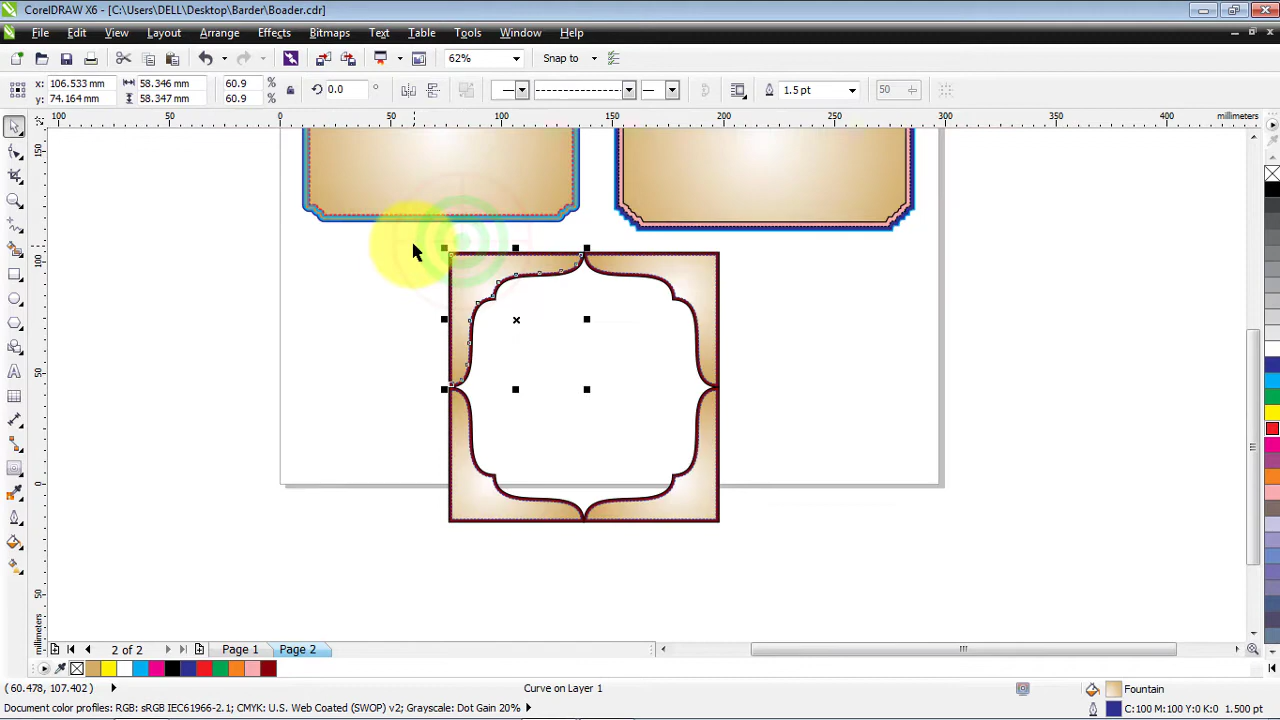 CorelDRAW X6 - [C:\Users\DELL\Desktop\Barder\Boader.cdr]
File Edit View Layout Arrange Effects Bitmaps Text Table Tools Window Help
62% Snap to
x: 106.533 mm 58.346 mm 60.9 % 0.0 ° 1.5 pt 50
y: 74.164 mm 58.347 mm 60.9 %
100 50 0 50 100 150 200 250 300 350 400 millimeters
150
100
50
0
50
millimeters
2 of 2 Page 1 Page 2
(60.478, 107.402) Curve on Layer 1 Fountain
Document color profiles: RGB: sRGB IEC61966-2.1; CMYK: U.S. Web Coated (SWOP) v2; Grayscale: Dot Gain 20% C:100 M:100 Y:0 K:0 1.500 pt